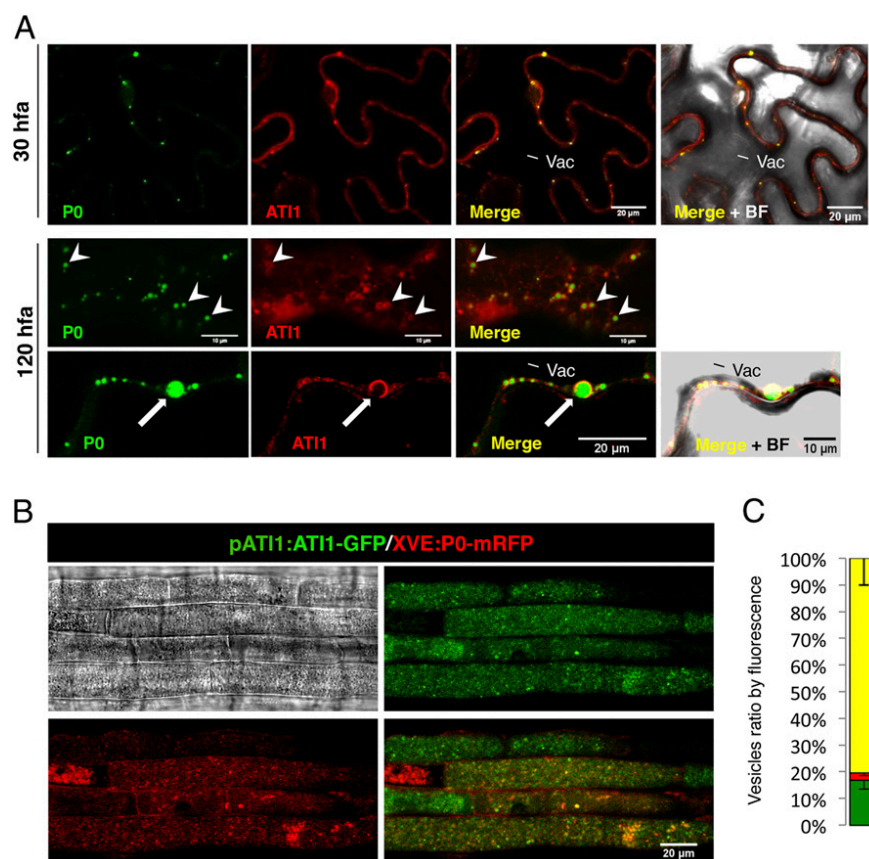 A
30 hfa
P0
ATI1
Merge
Vac
20 µm
Merge + BF
Vac
20 µm
120 hfa
P0
10 µm
ATI1
10 µm
Merge
10 µm
P0
ATI1
Vac
Merge
20 µm
Vac
Merge + BF
10 µm
B
pATI1:ATI1-GFP/XVE:P0-mRFP
20 µm
C
Vesicles ratio by fluorescence
100%
90%
80%
70%
60%
50%
40%
30%
20%
10%
0%